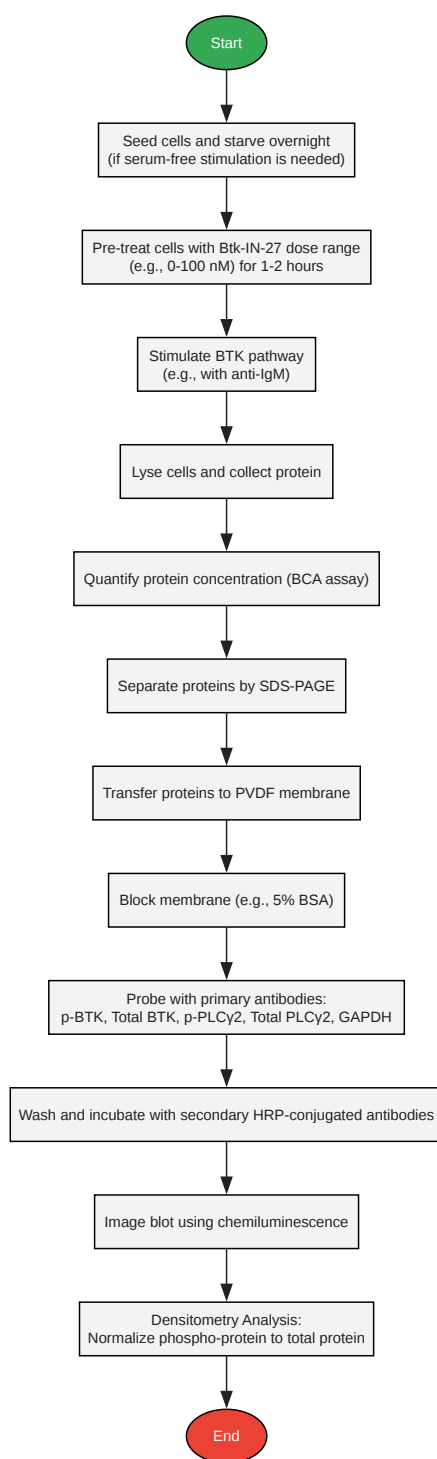 Start
Seed cells and starve overnight
(if serum-free stimulation is needed)
Pre-treat cells with Btk-IN-27 dose range
(e.g., 0-100 nM) for 1-2 hours
Stimulate BTK pathway
(e.g., with anti-IgM)
Lyse cells and collect protein
Quantify protein concentration (BCA assay)
Separate proteins by SDS-PAGE
Transfer proteins to PVDF membrane
Block membrane (e.g., 5% BSA)
Probe with primary antibodies:
p-BTK, Total BTK, p-PLCγ2, Total PLCγ2, GAPDH
Wash and incubate with secondary HRP-conjugated antibodies
Image blot using chemiluminescence
Densitometry Analysis:
Normalize phospho-protein to total protein
End